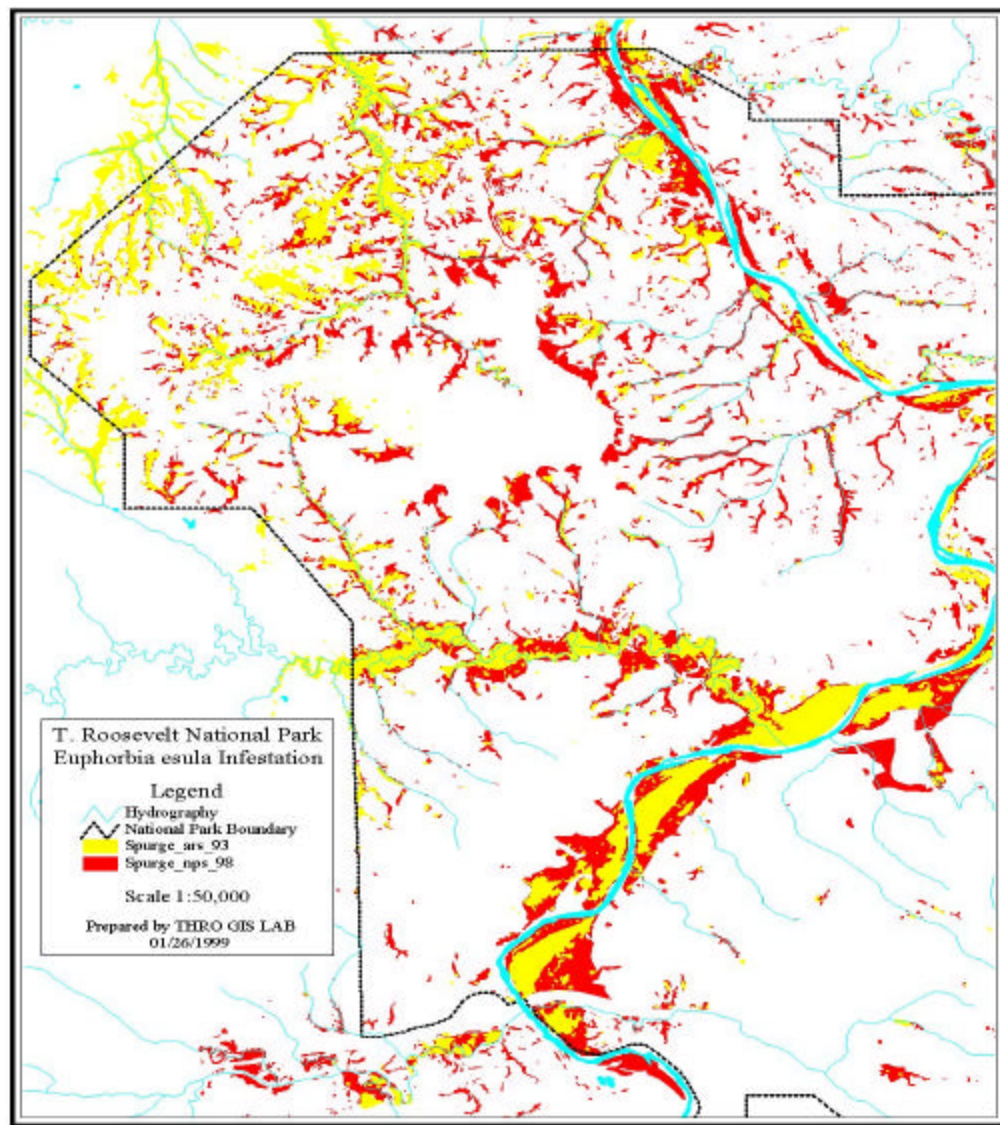 T. Roosevelt National Park
Euphorbia esula Infestation
Legend
Hydrography
National Park Boundary
Spurge_ars_93
Spurge_nps_98
Scale 1:50,000
Prepared by THRO GIS LAB
01/26/1999